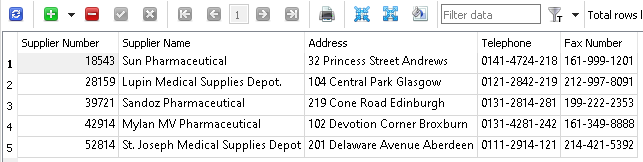 1 Filter data Total rows l
Supplier Number Supplier Name Address Telephone Fax Number
1 18543 Sun Pharmaceutical 32 Princess Street Andrews 0141-4724-218 161-999-1201
2 28159 Lupin Medical Supplies Depot. 104 Central Park Glasgow 0121-2842-219 212-997-8091
3 39721 Sandoz Pharmaceutical 219 Cone Road Edinburgh 0131-2814-281 199-222-2353
4 42914 Mylan MV Pharmaceutical 102 Devotion Corner Broxburn 0131-4281-242 161-349-8888
5 52814 St. Joseph Medical Supplies Depot 201 Delaware Avenue Aberdeen 0111-2914-121 214-421-5392